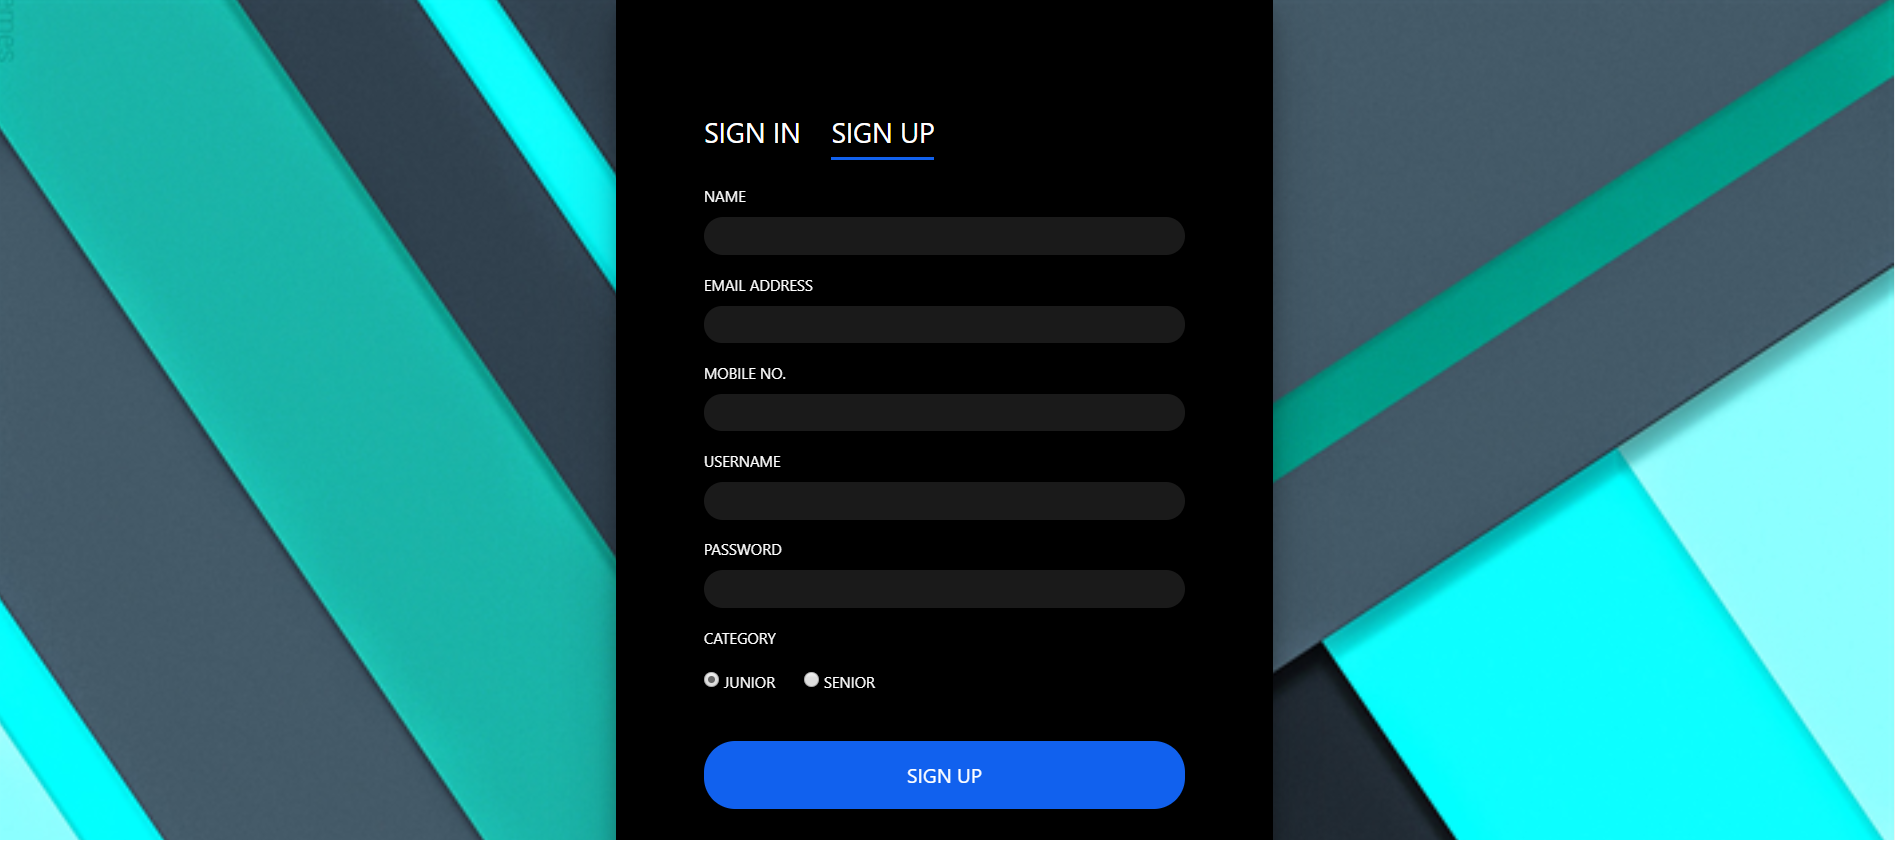 SIGN IN SIGN UP
NAME
EMAIL ADDRESS
MOBILE NO.
USERNAME
PASSWORD
CATEGORY
JUNIOR SENIOR
SIGN UP